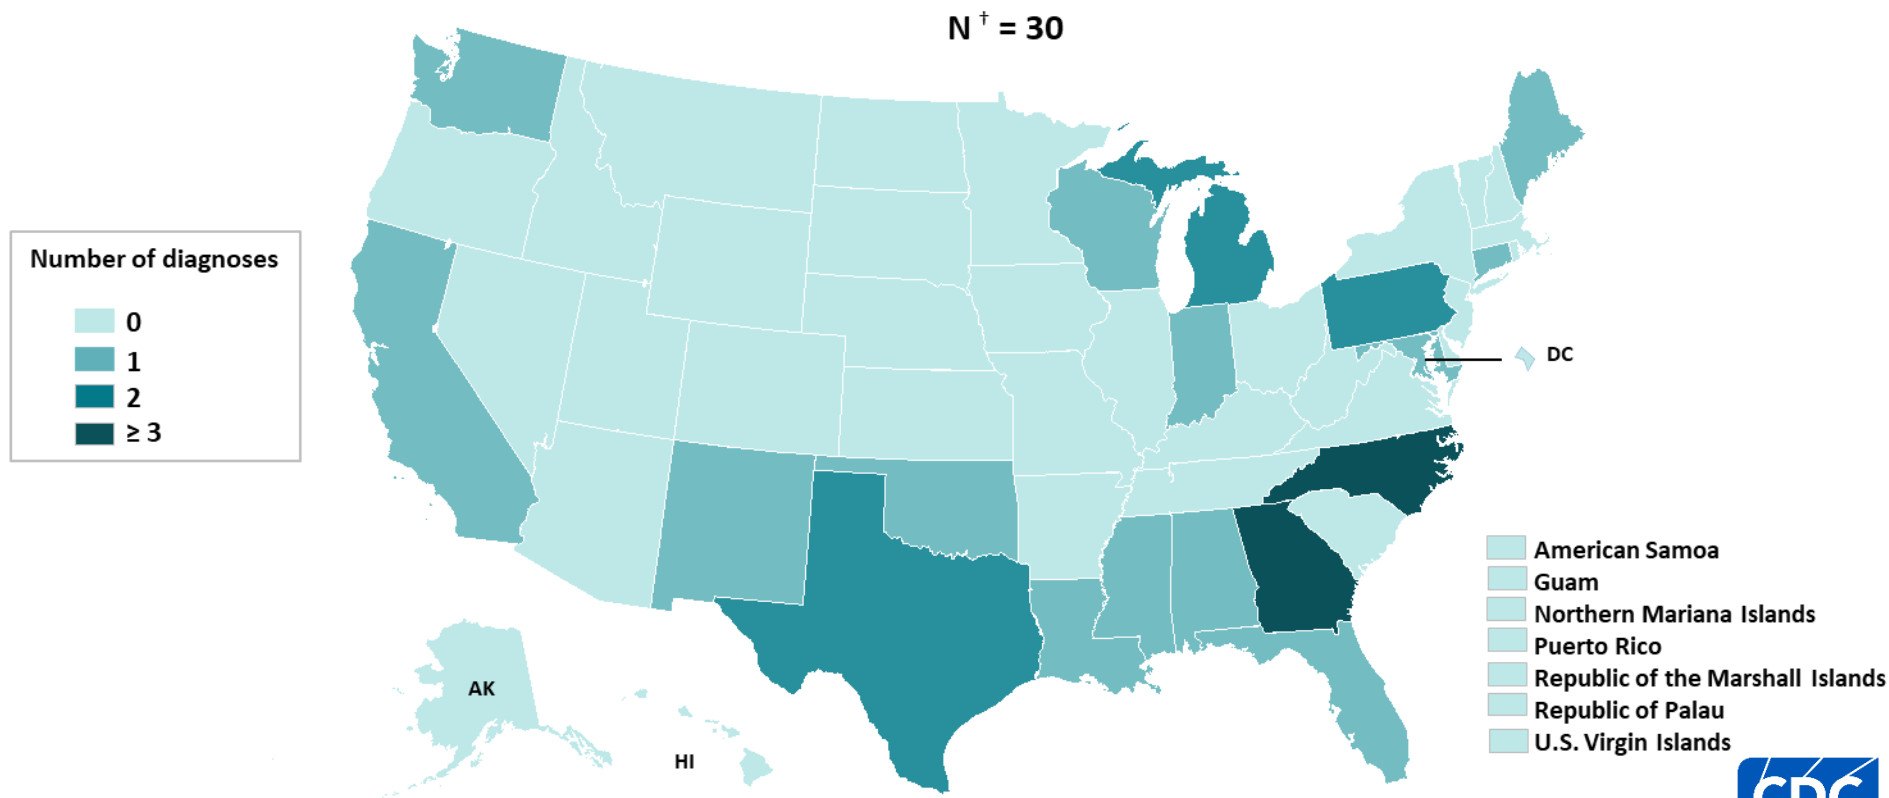 N † = 30
Number of diagnoses
0
1
2
≥ 3
DC
AK
HI
American Samoa
Guam
Northern Mariana Islands
Puerto Rico
Republic of the Marshall Islands
Republic of Palau
U.S. Virgin Islands
CDC